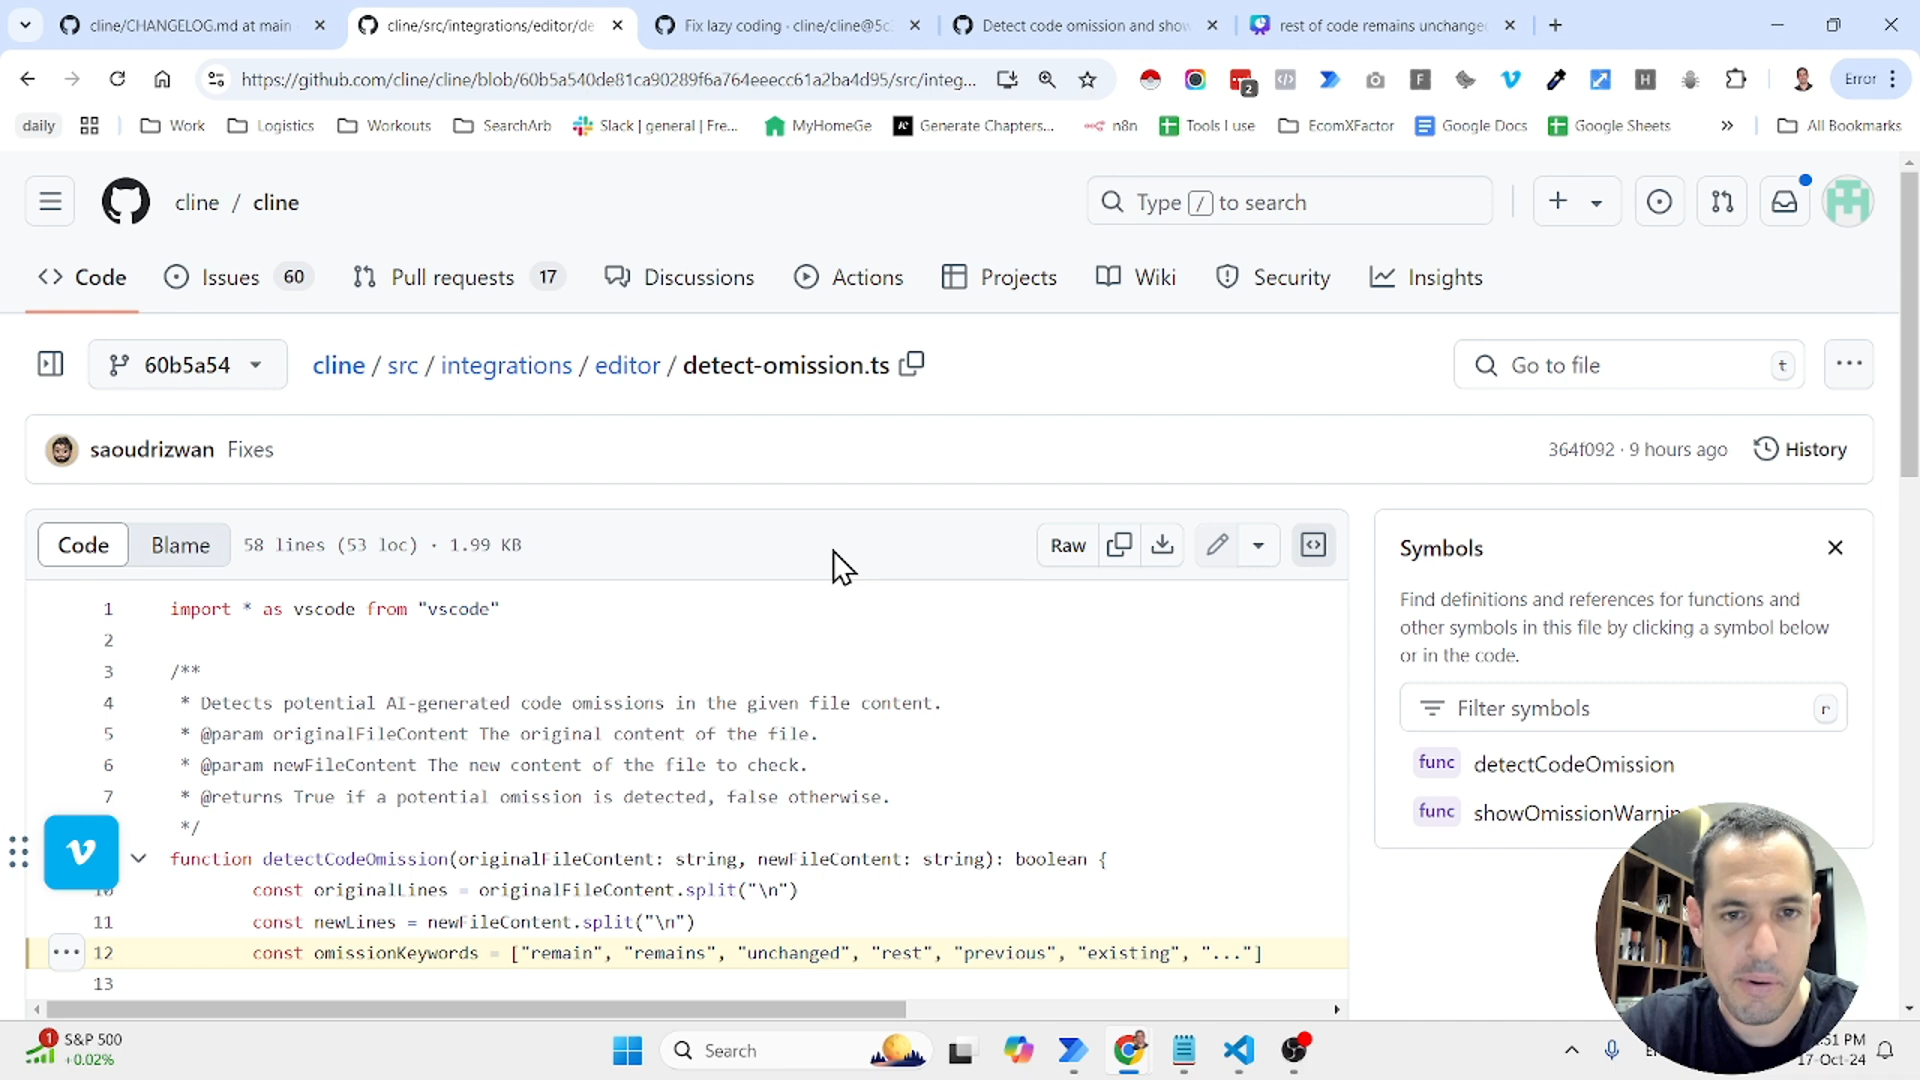 cline/CHANGELOG.md at main
cline/src/integrations/editor/de
Fix lazy coding · cline/cline@5c
Detect code omission and show
rest of code remains unchange
https://github.com/cline/cline/blob/60b5a540de81ca90289f6a764eeecc61a2ba4d95/src/integ...
2
F
H
Error
daily
Work
Logistics
Workouts
SearchArb
Slack | general | Fre...
MyHomeGe
Generate Chapters...
n8n
Tools I use
EcomXFactor
Google Docs
Google Sheets
»
All Bookmarks
cline / cline
Type / to search
Code
Issues 60
Pull requests 17
Discussions
Actions
Projects
Wiki
Security
Insights
60b5a54
cline / src / integrations / editor / detect-omission.ts
Go to file
t
saoudrizwan Fixes
364f092 · 9 hours ago
History
Code
Blame
58 lines (53 loc) · 1.99 KB
Raw
1 import * as vscode from "vscode"
2
3 /**
4 * Detects potential AI-generated code omissions in the given file content.
5 * @param originalFileContent The original content of the file.
6 * @param newFileContent The new content of the file to check.
7 * @returns True if a potential omission is detected, false otherwise.
*/
function detectCodeOmission(originalFileContent: string, newFileContent: string): boolean {
10 const originalLines = originalFileContent.split("\n")
11 const newLines = newFileContent.split("\n")
12 const omissionKeywords = ["remain", "remains", "unchanged", "rest", "previous", "existing", "..."]
13
Symbols
Find definitions and references for functions and
other symbols in this file by clicking a symbol below
or in the code.
Filter symbols
r
func detectCodeOmission
func showOmissionWarnin
1
S&P 500
+0.02%
Search
:51 PM
17-Oct-24